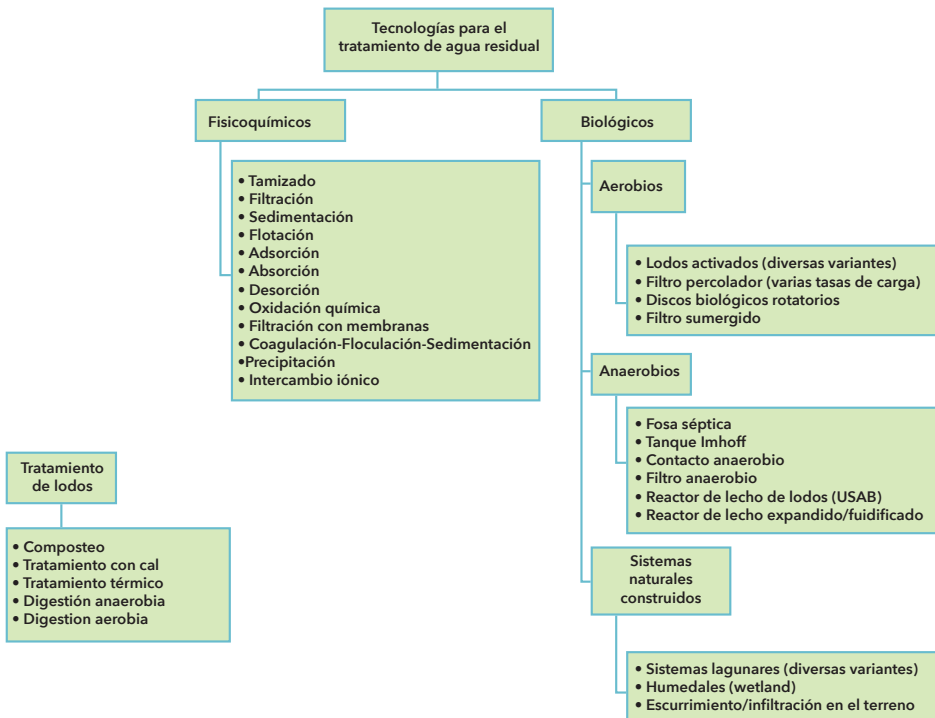 Tecnologías para el
tratamiento de agua residual
Fisicoquímicos
• Tamizado
• Filtración
• Sedimentación
• Flotación
• Adsorción
• Absorción
• Desorción
• Oxidación química
• Filtración con membranas
• Coagulación-Floculación-Sedimentación
•Precipitación
• Intercambio iónico
Biológicos
Aerobios
• Lodos activados (diversas variantes)
• Filtro percolador (varias tasas de carga)
• Discos biológicos rotatorios
• Filtro sumergido
Anaerobios
• Fosa séptica
• Tanque Imhoff
• Contacto anaerobio
• Filtro anaerobio
• Reactor de lecho de lodos (USAB)
• Reactor de lecho expandido/fuidificado
Sistemas
naturales
construidos
• Sistemas lagunares (diversas variantes)
• Humedales (wetland)
• Escurrimiento/infiltración en el terreno
Tratamiento
de lodos
• Composteo
• Tratamiento con cal
• Tratamiento térmico
• Digestión anaerobia
• Digestion aerobia